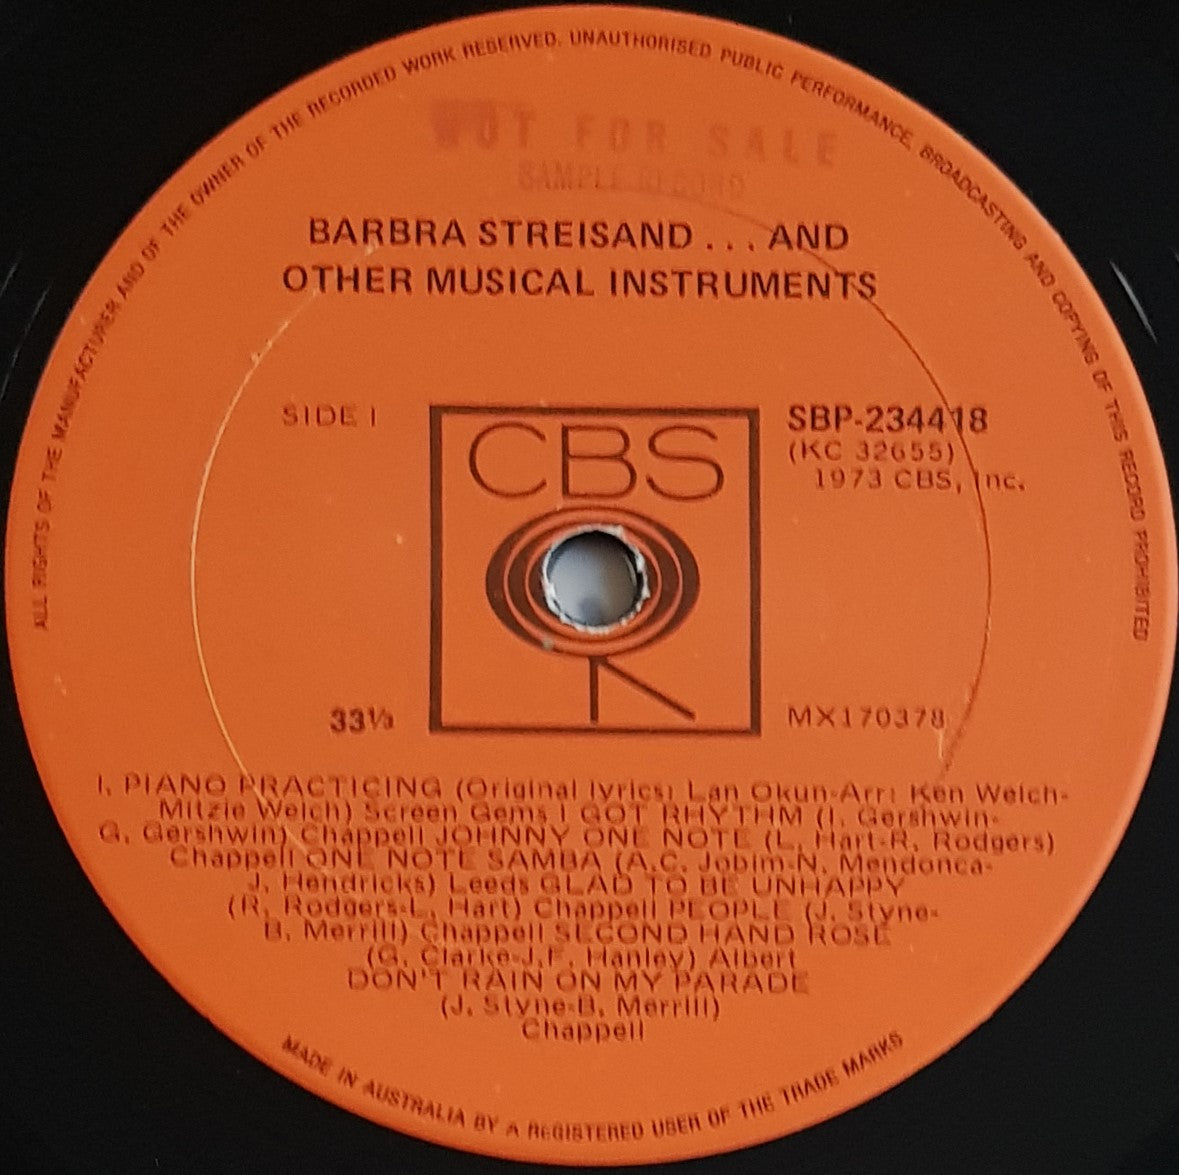 ALL RIGHTS OF THE MANUFACTURER AND OF THE OWNER OF THE RECORDED WORK RESERVED. UNAUTHORISED PUBLIC PERFORMANCE, BROADCASTING AND COPYING OF THIS RECORD PROHIBITED
NOT FOR SALE
SAMPLE RECORD
BARBRA STREISAND . . . AND
OTHER MUSICAL INSTRUMENTS
SIDE 1
CBS
SBP-234418
(KC 32655)
1973 CBS, Inc.
33⅓
MX170378
1. PIANO PRACTICING (Original lyrics: Lan Okun-Arr: Ken Welch-
Mitzie Welch) Screen Gems I GOT RHYTHM (I. Gershwin-
G. Gershwin) Chappell JOHNNY ONE NOTE (L. Hart-R. Rodgers)
Chappell ONE NOTE SAMBA (A.C. Jobim-N. Mendonca-
J. Hendricks) Leeds GLAD TO BE UNHAPPY
(R. Rodgers-L. Hart) Chappell PEOPLE (J. Styne-
B. Merrill) Chappell SECOND HAND ROSE
(G. Clarke-J.F. Hanley) Albert
DON'T RAIN ON MY PARADE
(J. Styne-B. Merrill)
Chappell
MADE IN AUSTRALIA BY A REGISTERED USER OF THE TRADE MARKS